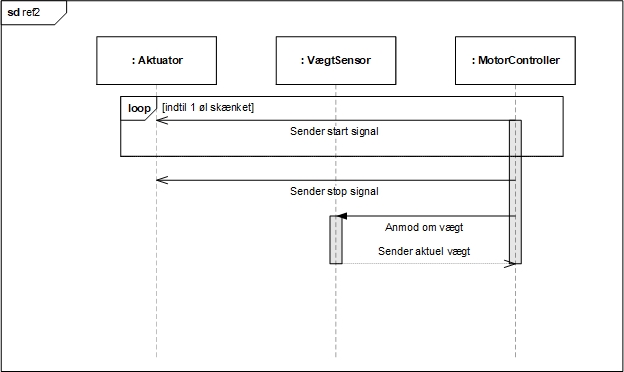 sd ref2
: Aktuator
: VægtSensor
: MotorController
loop [indtil 1 øl skænket]
Sender start signal
Sender stop signal
Anmod om vægt
Sender aktuel vægt